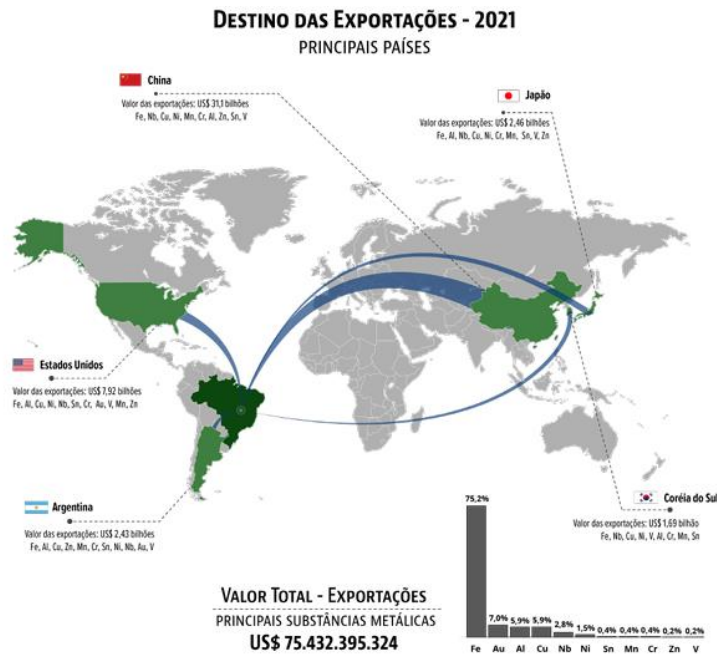 DESTINO DAS EXPORTAÇÕES - 2021
PRINCIPAIS PAÍSES
China
Valor das exportações: US$ 31,1 bilhões
Fe, Nb, Cu, Ni, Mn, Cr, Al, Zn, Sn, V
Japão
Valor das exportações: US$ 2,46 bilhões
Fe, Al, Nb, Cu, Ni, Cr, Mn, Sn, V, Zn
Estados Unidos
Valor das exportações: US$ 7,92 bilhões
Fe, Al, Cu, Ni, Nb, Sn, Cr, Au, V, Mn, Zn
Argentina
Valor das exportações: US$ 2,43 bilhões
Fe, Al, Cu, Zn, Mn, Cr, Sn, Ni, Nb, Au, V
Coréia do Sul
Valor das exportações: US$ 1,69 bilhão
Fe, Nb, Cu, Ni, V, Al, Cr, Mn, Sn
VALOR TOTAL - EXPORTAÇÕES
PRINCIPAIS SUBSTÂNCIAS METÁLICAS
US$ 75.432.395.324
75,2%
7,0% 5,9% 5,9% 2,8% 1,5% 0,4% 0,4% 0,4% 0,2% 0,2%
Fe Au Al Cu Nb Ni Sn Mn Cr Zn V